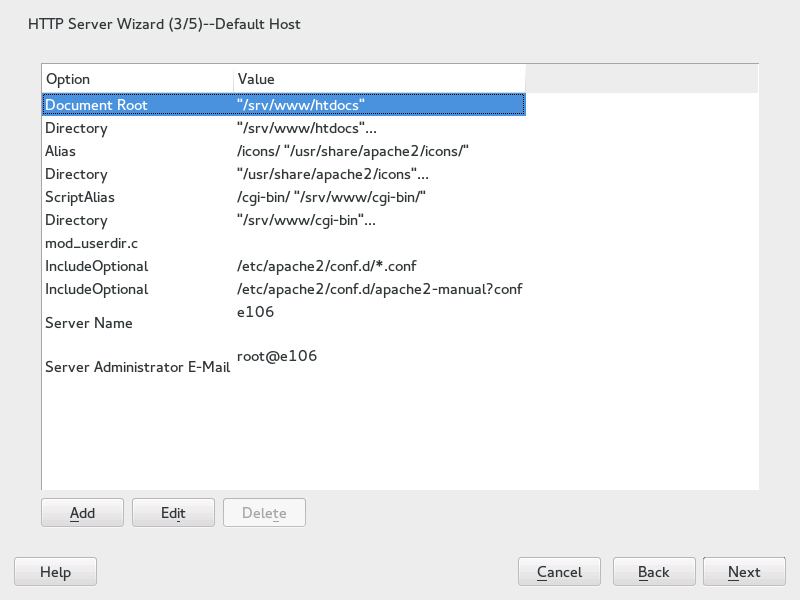 HTTP Server Wizard (3/5)--Default Host
Option Value
Document Root "/srv/www/htdocs"
Directory "/srv/www/htdocs"...
Alias /icons/ "/usr/share/apache2/icons/"
Directory "/usr/share/apache2/icons"...
ScriptAlias /cgi-bin/ "/srv/www/cgi-bin/"
Directory "/srv/www/cgi-bin"...
mod_userdir.c
IncludeOptional /etc/apache2/conf.d/*.conf
IncludeOptional /etc/apache2/conf.d/apache2-manual?conf
Server Name e106
Server Administrator E-Mail root@e106
Add Edit Delete
Help Cancel Back Next